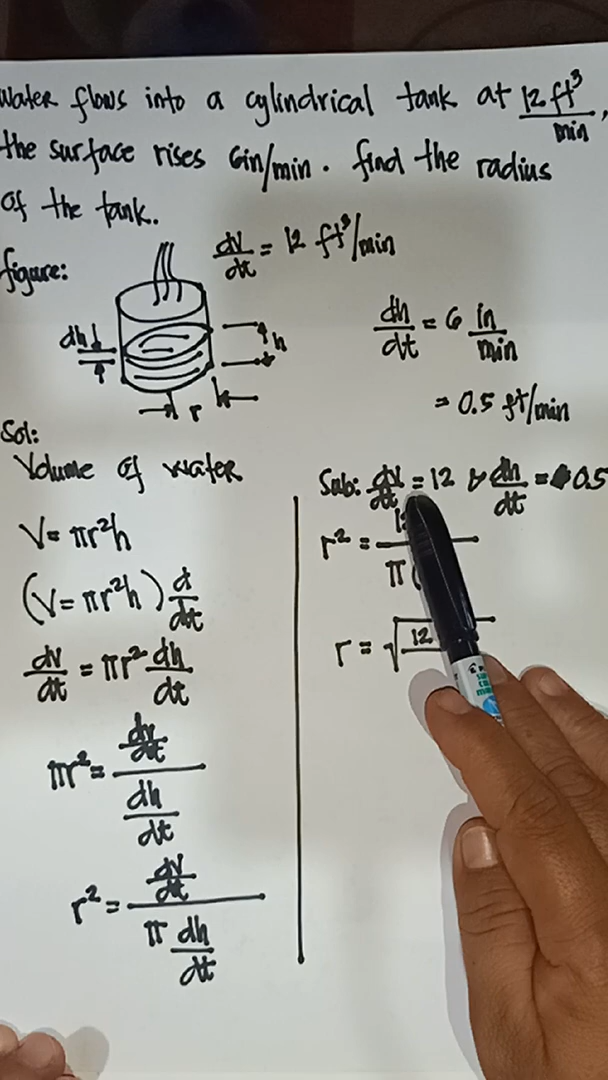 Water flows into a cylindrical tank at 12 ft³/min,
the surface rises 6in/min. find the radius
of the tank.
figure:
dv/dt = 12 ft³/min
dh
h
r
dh/dt = 6 in/min
= 0.5 ft/min
Sol:
Volume of water
V= πr²h
(V= πr²h) d/dt
dv/dt = πr² dh/dt
πr² = dv/dt / dh/dt
r² = dv/dt / π dh/dt
Sub: dv/dt = 12 & dh/dt = 0.5
r² =
π (
r = √12